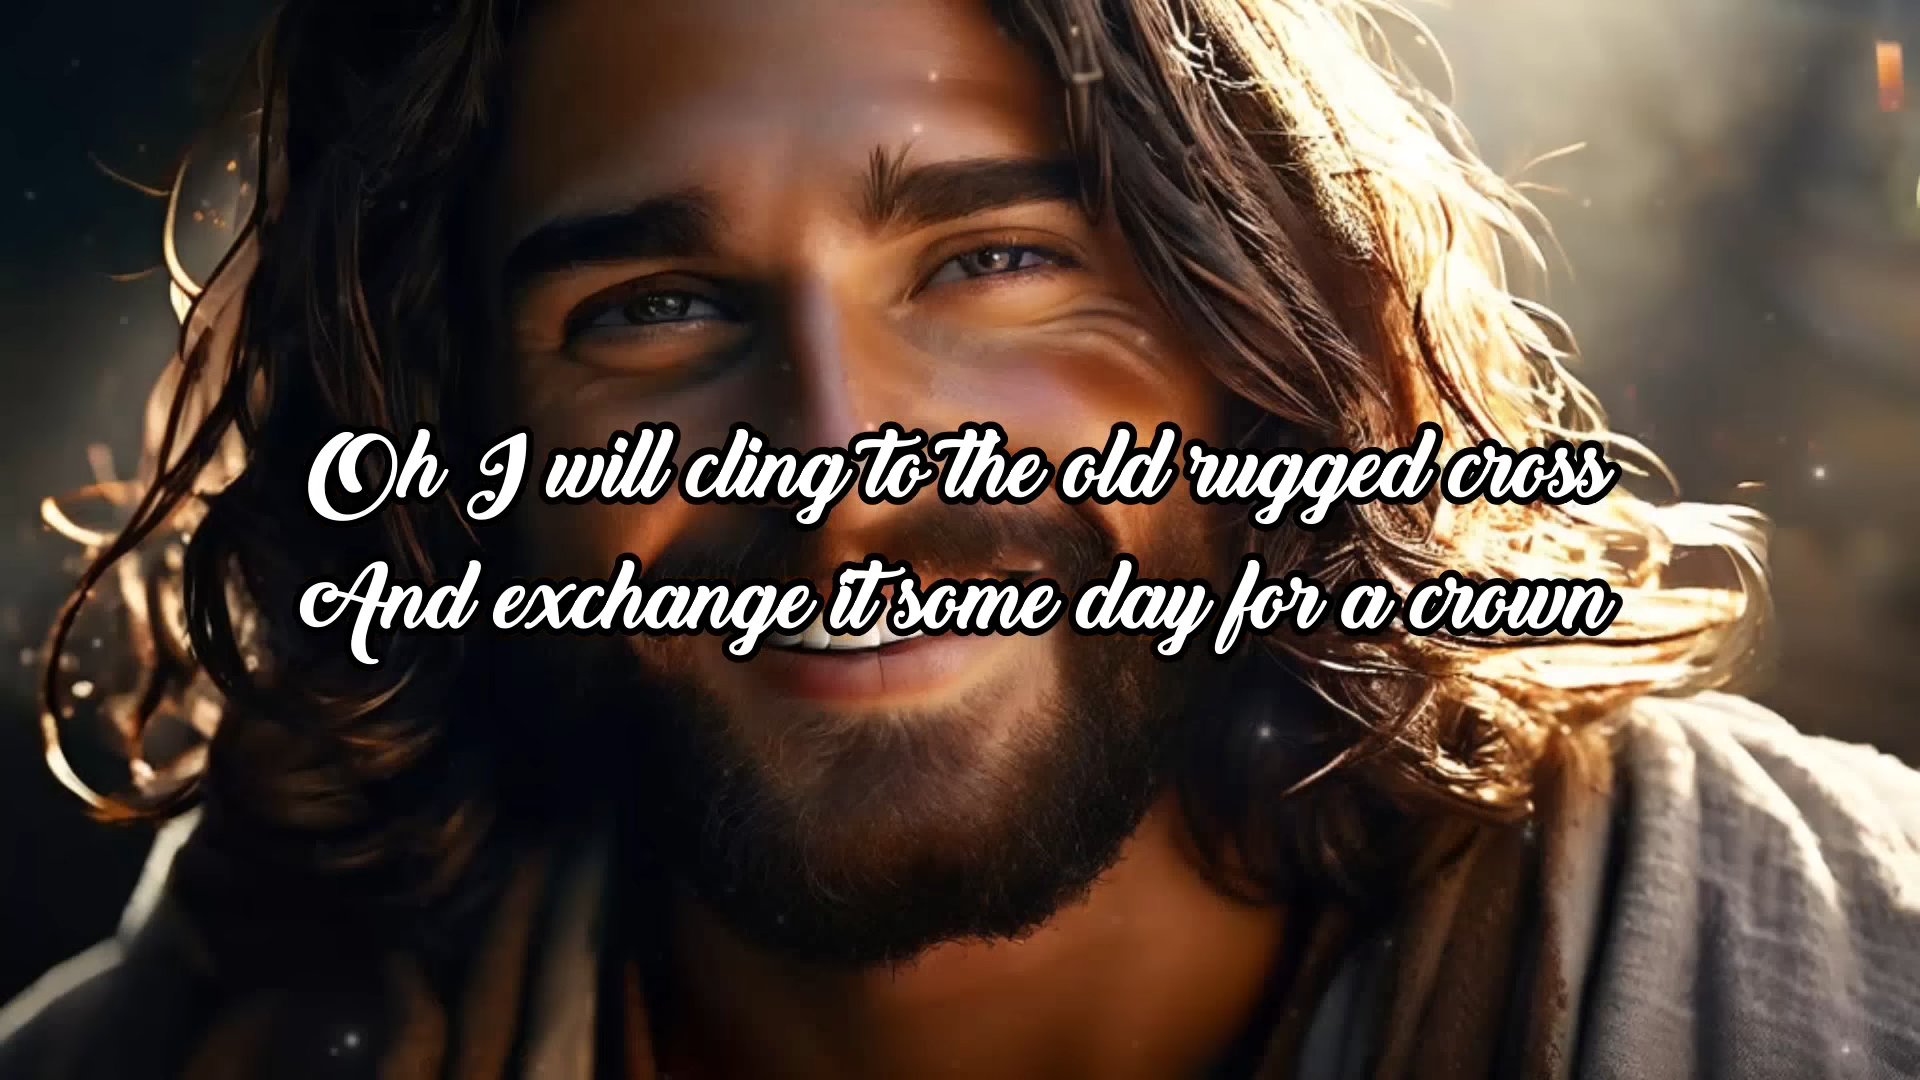 Oh I will cling to the old rugged cross
And exchange it some day for a crown